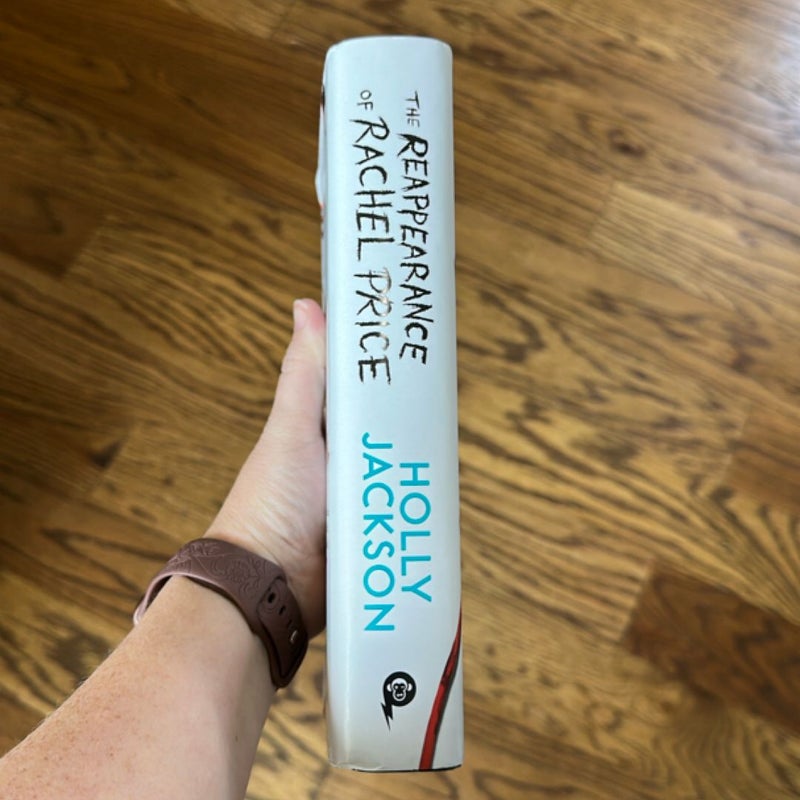 THE REAPPEARANCE
OF RACHEL PRICE
HOLLY
JACKSON